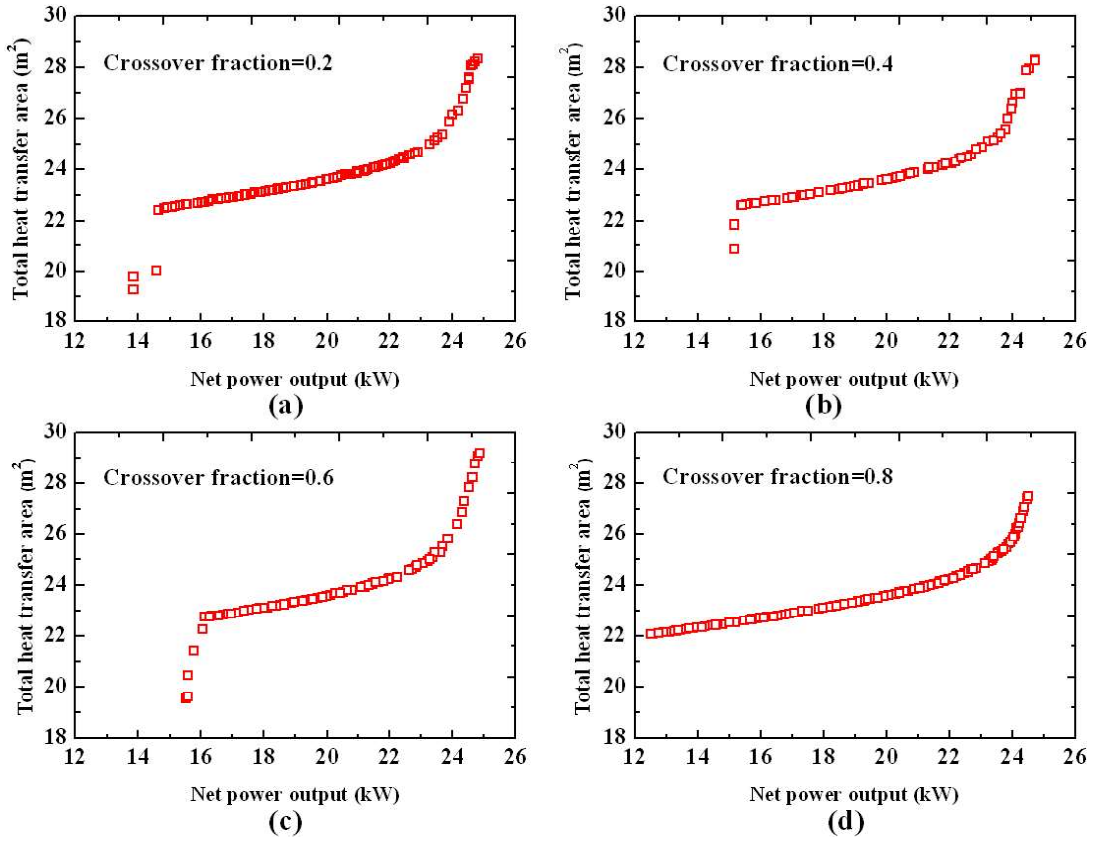 30
28
26
24
22
20
18
Total heat transfer area (m²)
Crossover fraction=0.2
12 14 16 18 20 22 24 26
Net power output (kW)
(a)
30
28
26
24
22
20
18
Total heat transfer area (m²)
Crossover fraction=0.4
12 14 16 18 20 22 24 26
Net power output (kW)
(b)
30
28
26
24
22
20
18
Total heat transfer area (m²)
Crossover fraction=0.6
12 14 16 18 20 22 24 26
Net power output (kW)
(c)
30
28
26
24
22
20
18
Total heat transfer area (m²)
Crossover fraction=0.8
12 14 16 18 20 22 24 26
Net power output (kW)
(d)